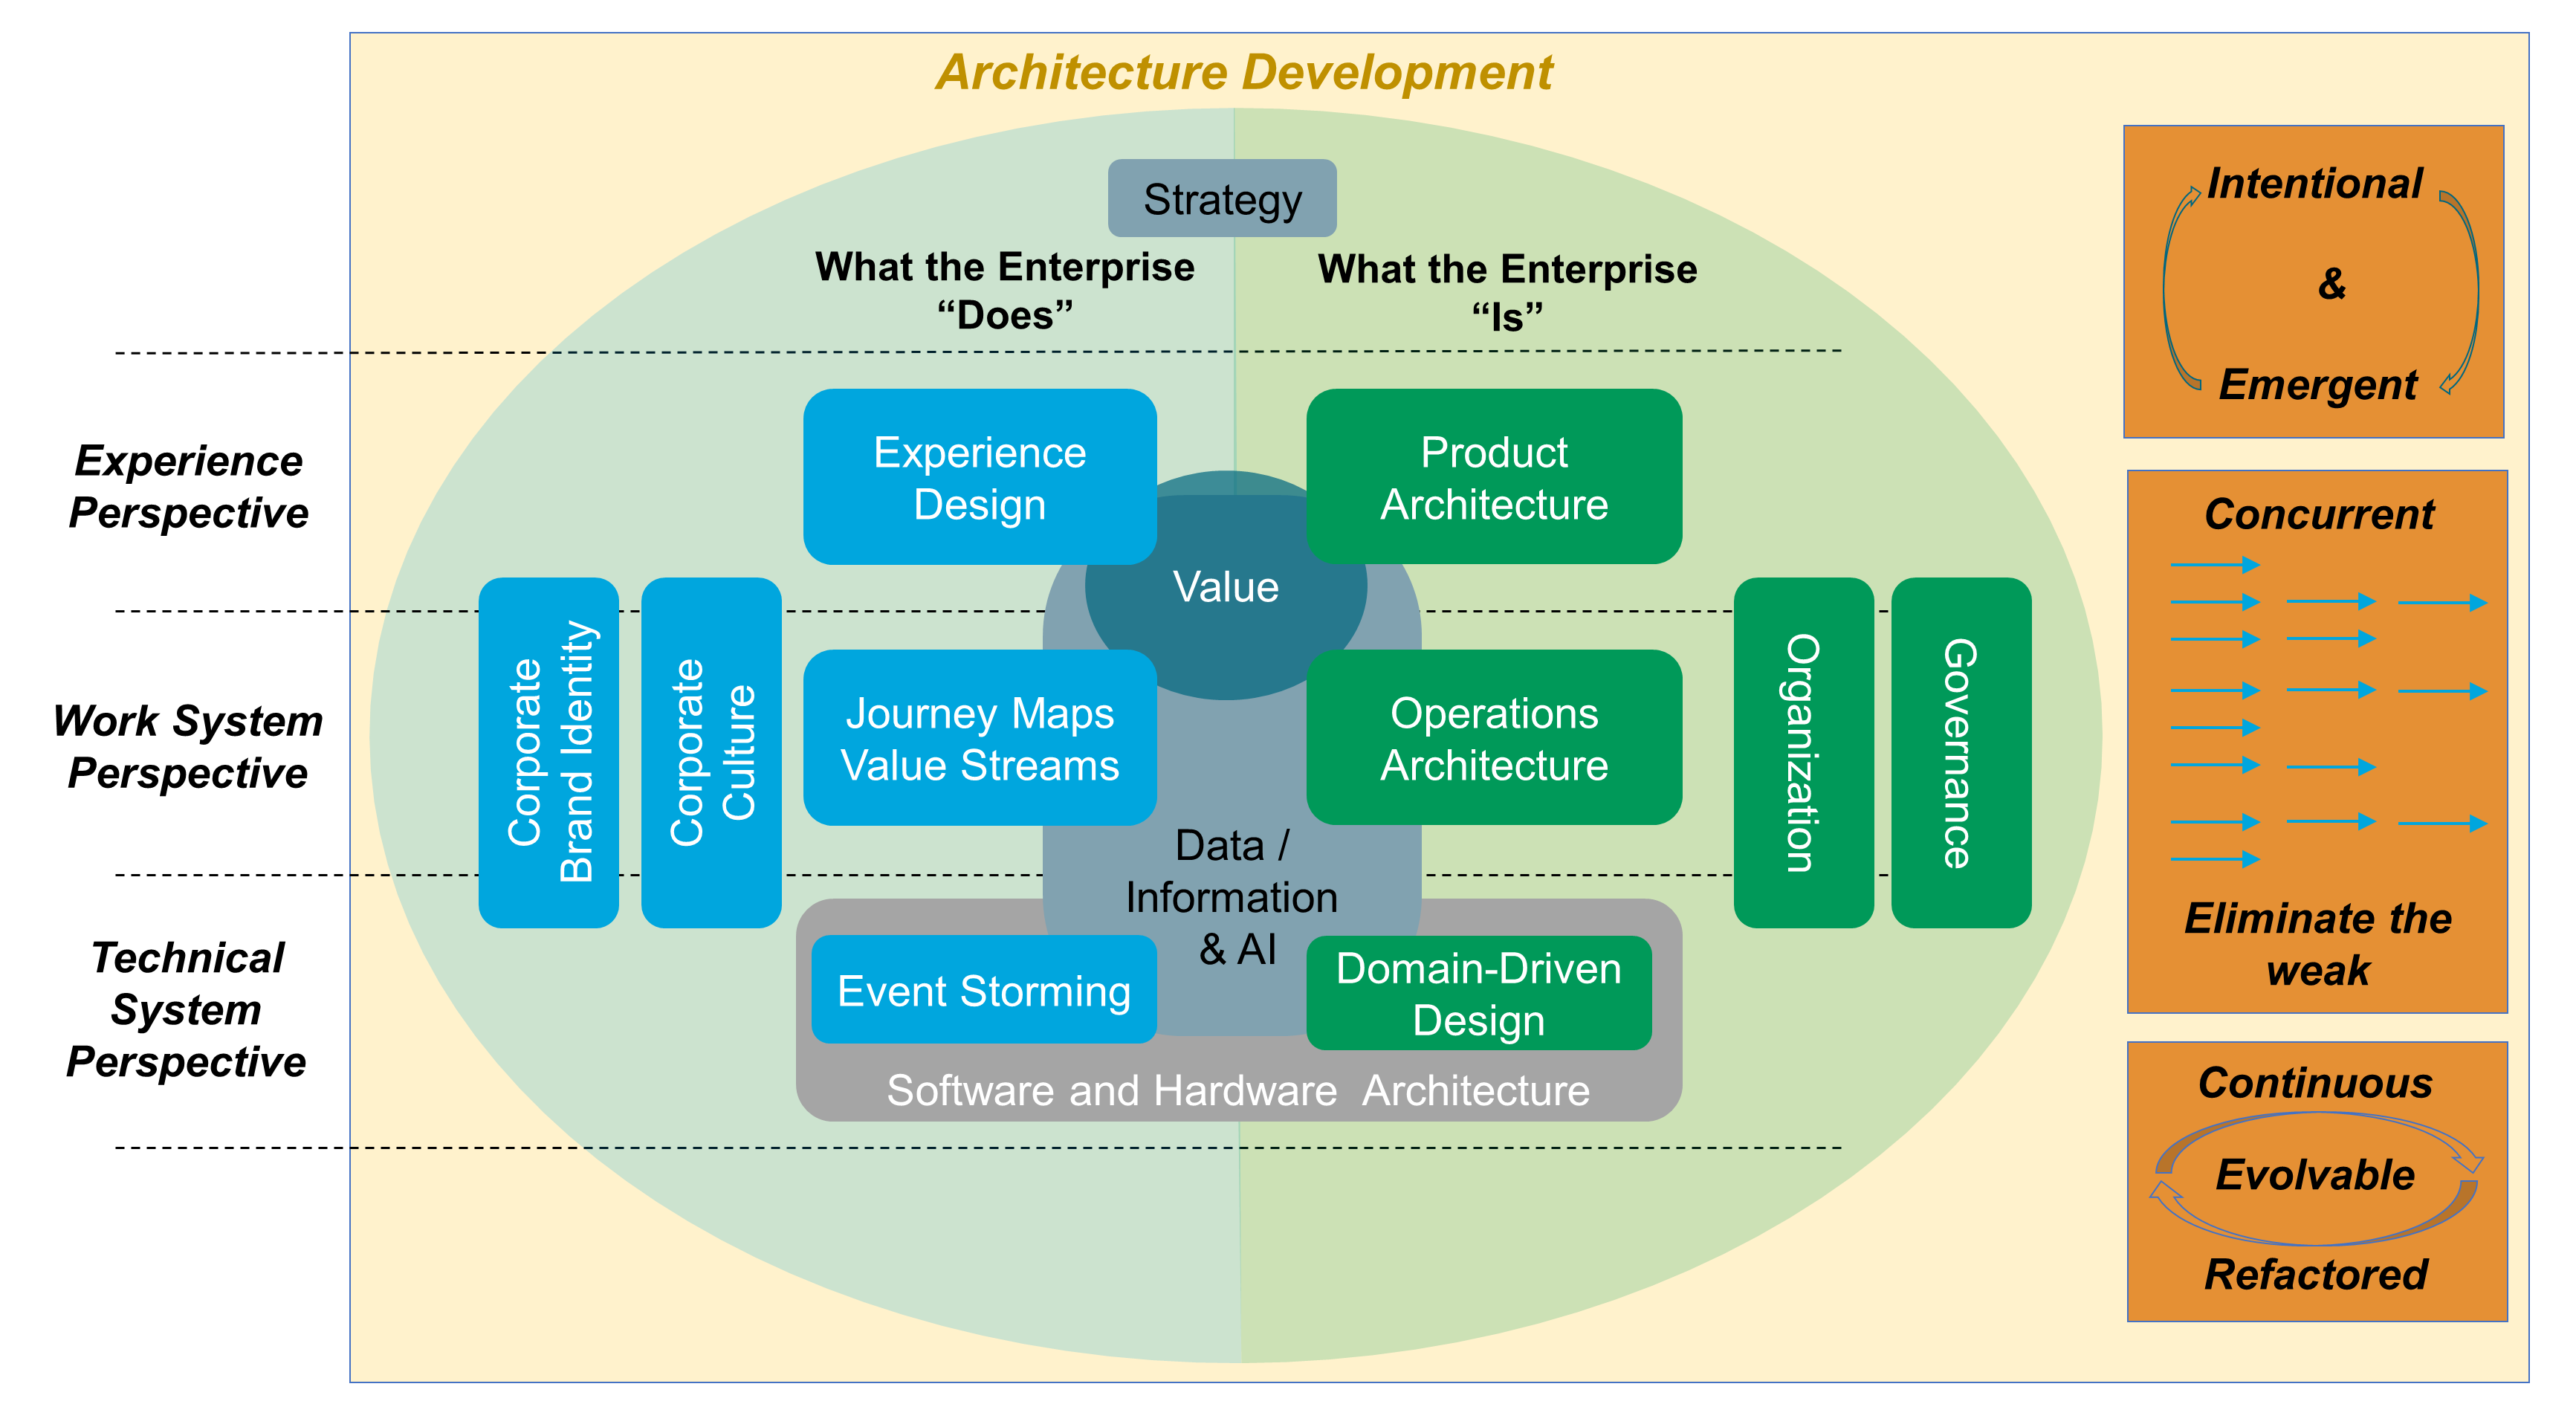 Architecture Development
Strategy
What the Enterprise
“Does”
What the Enterprise
“Is”
Experience
Perspective
Work System
Perspective
Technical
System
Perspective
Experience
Design
Product
Architecture
Value
Corporate
Brand Identity
Corporate
Culture
Journey Maps
Value Streams
Operations
Architecture
Organization
Governance
Data /
Information
& AI
Event Storming
Domain-Driven
Design
Software and Hardware  Architecture
Intentional
&
Emergent
Concurrent
Eliminate the
weak
Continuous
Evolvable
Refactored